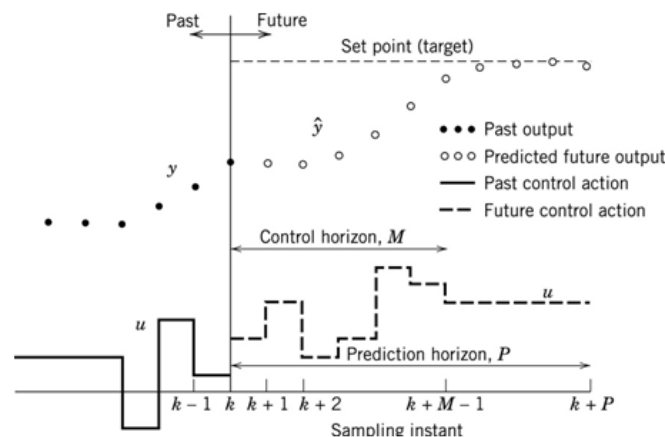 Past Future
Set point (target)
ŷ
y
Past output
Predicted future output
Past control action
Future control action
Control horizon, M
u
u
Prediction horizon, P
k − 1 k k + 1 k + 2 k + M − 1 k + P
Sampling instant